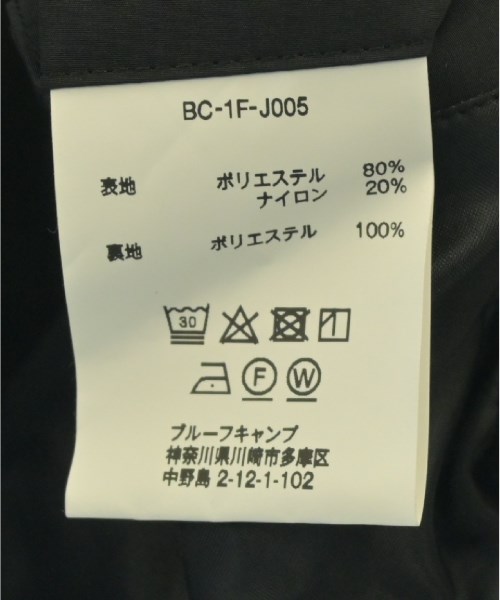 BC-1F-J005
表地 ポリエステル 80%
ナイロン 20%
裏地 ポリエステル 100%
30
F W
ブルーフキャンプ
神奈川県川崎市多摩区
中野島 2-12-1-102